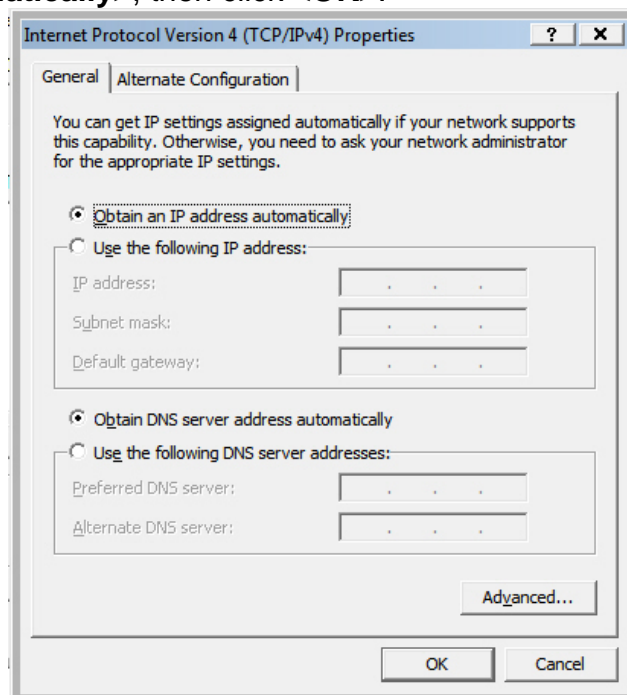 Internet Protocol Version 4 (TCP/IPv4) Properties
? X
General Alternate Configuration
You can get IP settings assigned automatically if your network supports
this capability. Otherwise, you need to ask your network administrator
for the appropriate IP settings.
Obtain an IP address automatically
Use the following IP address:
IP address:
Subnet mask:
Default gateway:
Obtain DNS server address automatically
Use the following DNS server addresses:
Preferred DNS server:
Alternate DNS server:
Advanced...
OK Cancel